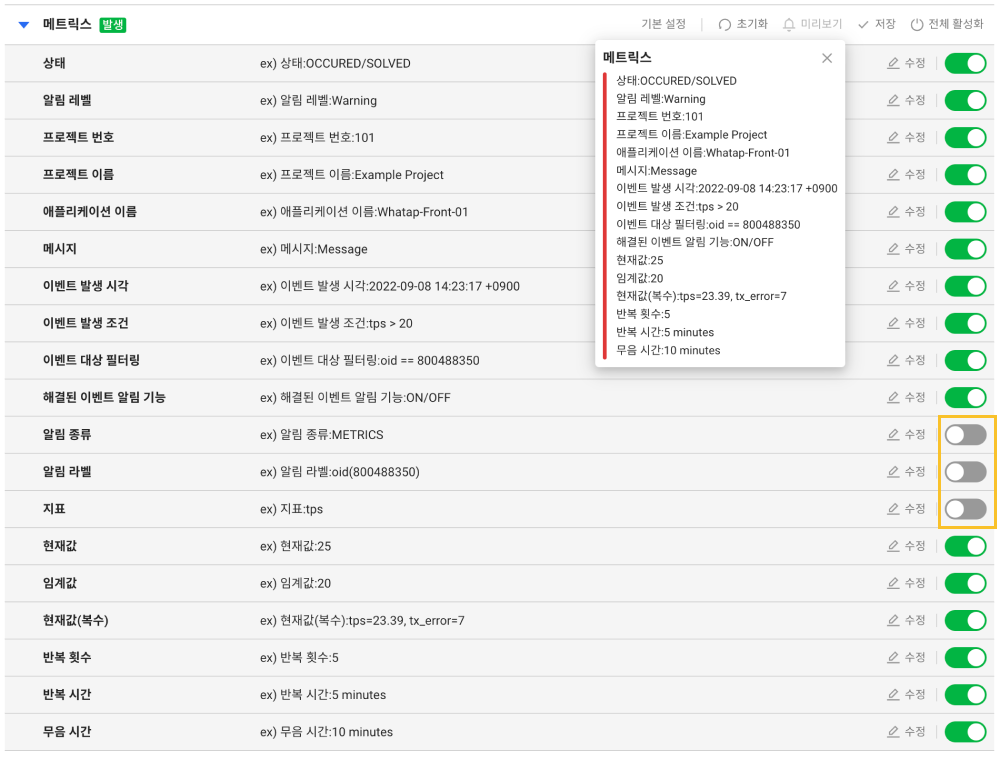 메트릭스 발생 기본 설정 초기화 미리보기 저장 전체 활성화
상태 ex) 상태:OCCURED/SOLVED 수정
알림 레벨 ex) 알림 레벨:Warning 수정
프로젝트 번호 ex) 프로젝트 번호:101 수정
프로젝트 이름 ex) 프로젝트 이름:Example Project 수정
애플리케이션 이름 ex) 애플리케이션 이름:Whatap-Front-01 수정
메시지 ex) 메시지:Message 수정
이벤트 발생 시각 ex) 이벤트 발생 시각:2022-09-08 14:23:17 +0900 수정
이벤트 발생 조건 ex) 이벤트 발생 조건:tps > 20 수정
이벤트 대상 필터링 ex) 이벤트 대상 필터링:oid == 800488350 수정
해결된 이벤트 알림 기능 ex) 해결된 이벤트 알림 기능:ON/OFF 수정
알림 종류 ex) 알림 종류:METRICS 수정
알림 라벨 ex) 알림 라벨:oid(800488350) 수정
지표 ex) 지표:tps 수정
현재값 ex) 현재값:25 수정
임계값 ex) 임계값:20 수정
현재값(복수) ex) 현재값(복수):tps=23.39, tx_error=7 수정
반복 횟수 ex) 반복 횟수:5 수정
반복 시간 ex) 반복 시간:5 minutes 수정
무음 시간 ex) 무음 시간:10 minutes 수정
메트릭스
상태:OCCURED/SOLVED
알림 레벨:Warning
프로젝트 번호:101
프로젝트 이름:Example Project
애플리케이션 이름:Whatap-Front-01
메시지:Message
이벤트 발생 시각:2022-09-08 14:23:17 +0900
이벤트 발생 조건:tps > 20
이벤트 대상 필터링:oid == 800488350
해결된 이벤트 알림 기능:ON/OFF
현재값:25
임계값:20
현재값(복수):tps=23.39, tx_error=7
반복 횟수:5
반복 시간:5 minutes
무음 시간:10 minutes